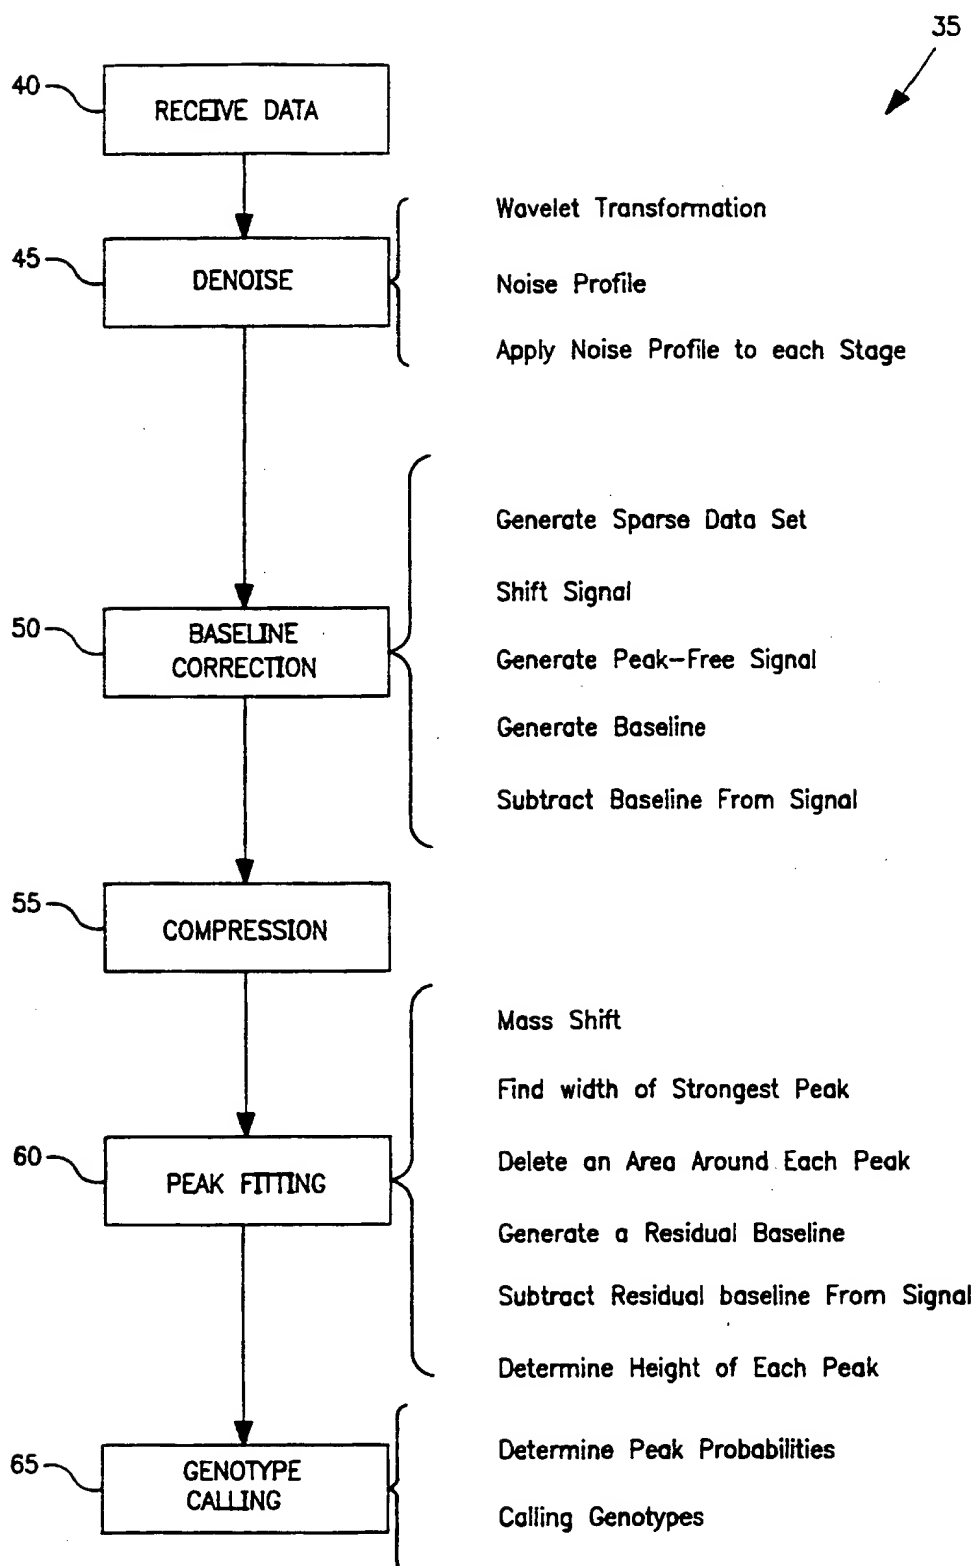 35
40
RECEIVE DATA
Wavelet Transformation
45
DENOISE
Noise Profile
Apply Noise Profile to each Stage
Generate Sparse Data Set
Shift Signal
50
BASELINE
CORRECTION
Generate Peak-Free Signal
Generate Baseline
Subtract Baseline From Signal
55
COMPRESSION
Mass Shift
Find width of Strongest Peak
60
PEAK FITTING
Delete an Area Around Each Peak
Generate a Residual Baseline
Subtract Residual baseline From Signal
Determine Height of Each Peak
65
GENOTYPE
CALLING
Determine Peak Probabilities
Calling Genotypes